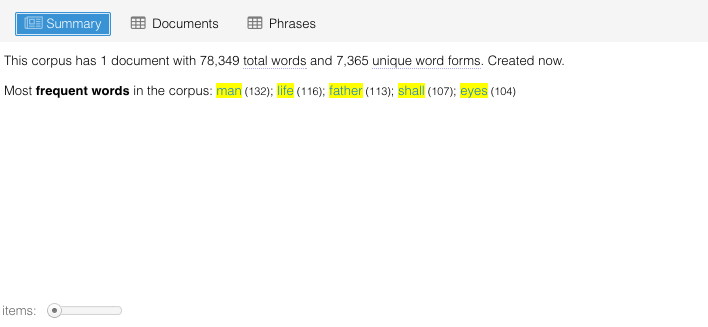 Summary Documents Phrases
This corpus has 1 document with 78,349 total words and 7,365 unique word forms. Created now.
Most frequent words in the corpus: man (132); life (116); father (113); shall (107); eyes (104)
items: